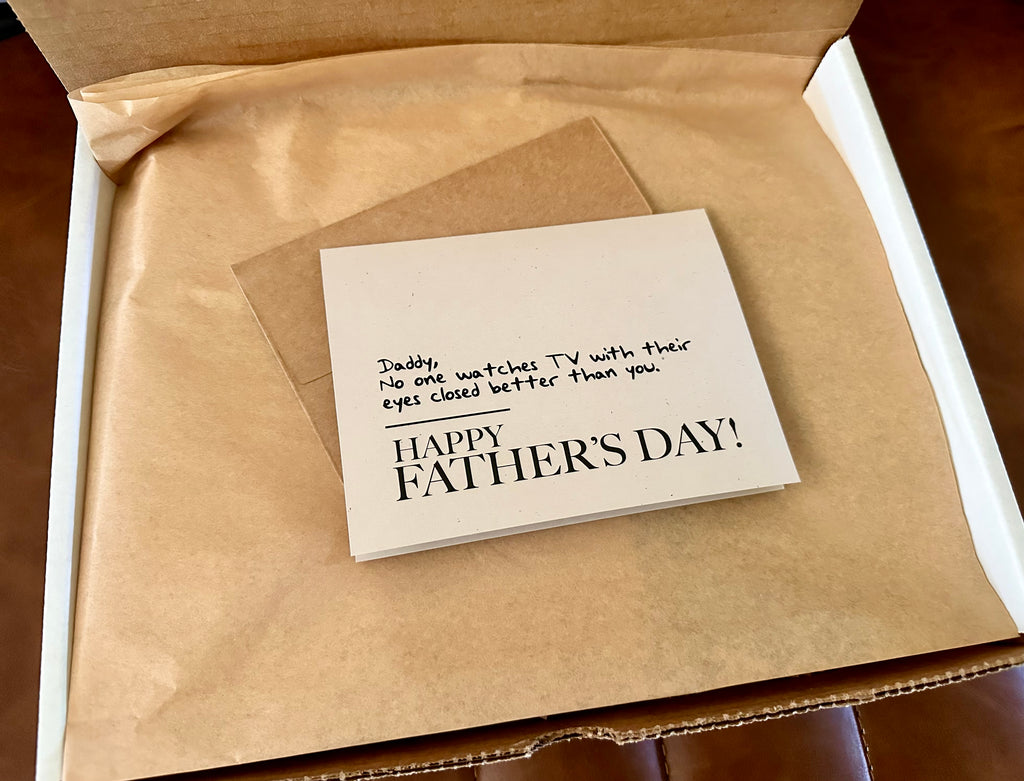 Daddy,
No one watches TV with their
eyes closed better than you.
HAPPY
FATHER'S DAY!